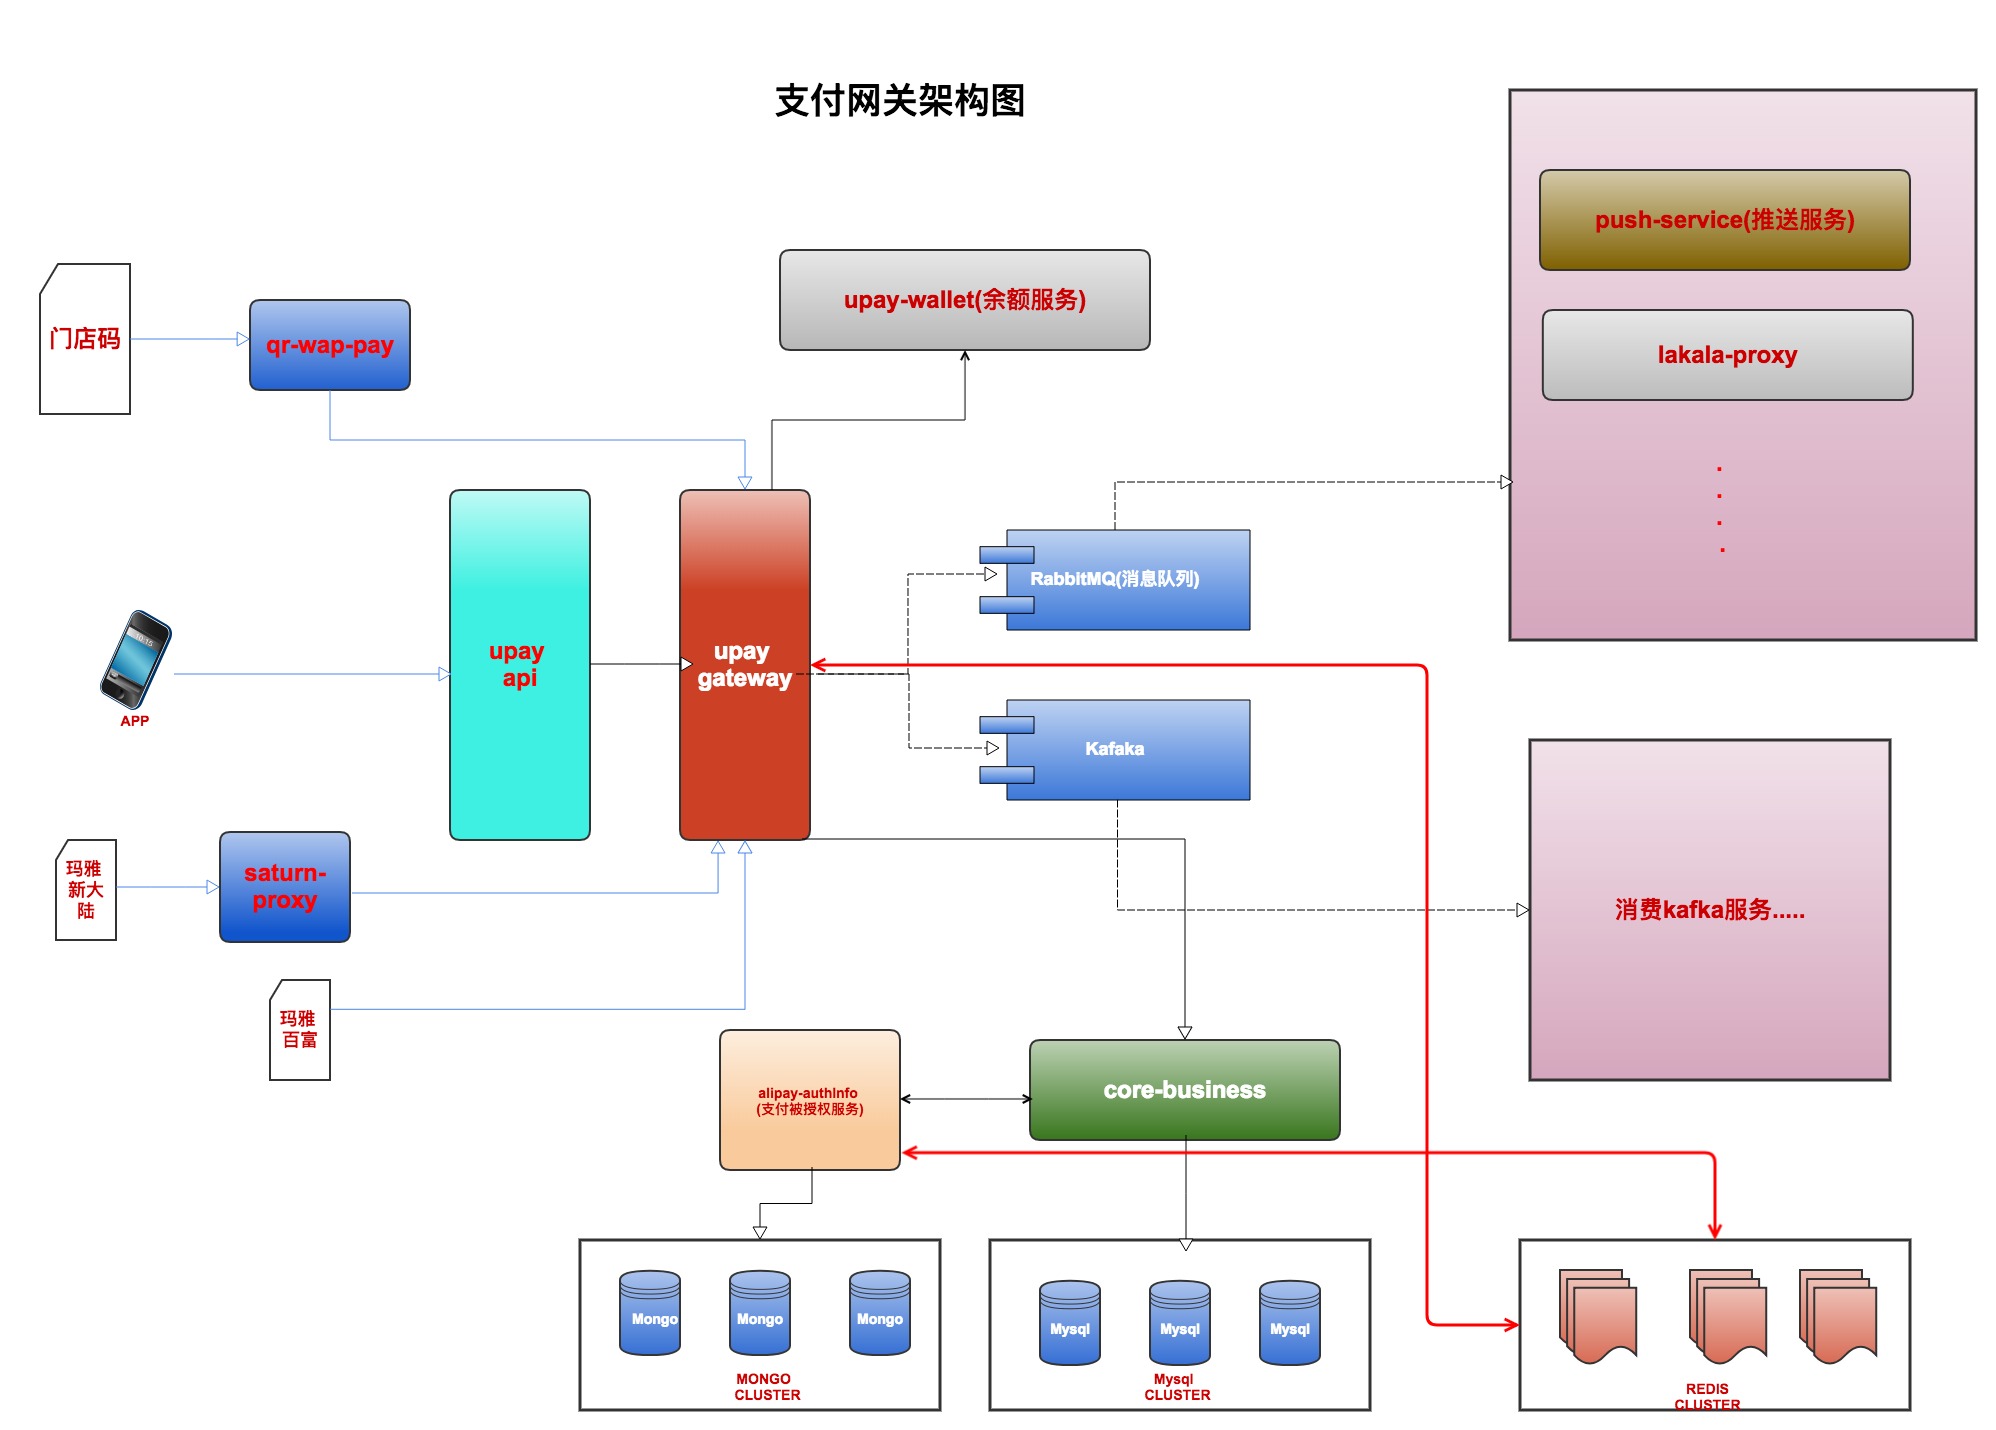 支付网关架构图
push-service(推送服务)
lakala-proxy
.
.
.
.
upay-wallet(余额服务)
门店码
qr-wap-pay
upay
api
upay
gateway
RabbitMQ(消息队列)
Kafaka
10:15
APP
玛雅
新大
陆
saturn-
proxy
消费kafka服务.....
玛雅
百富
alipay-authInfo
(支付被授权服务)
core-business
Mongo
Mongo
Mongo
MONGO
CLUSTER
Mysql
Mysql
Mysql
Mysql
CLUSTER
REDIS
CLUSTER